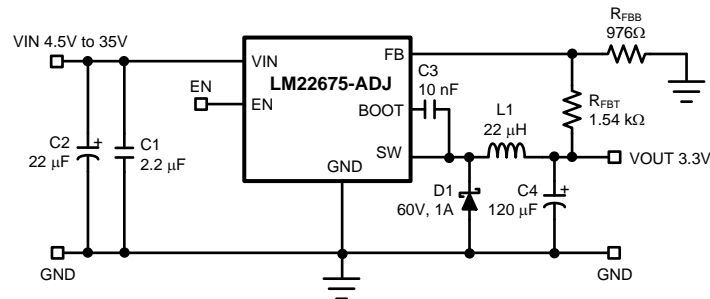 R_FBB
976Ω
VIN 4.5V to 35V
VIN
FB
LM22675-ADJ
C3
10 nF
EN
EN
BOOT
L1
22 μH
R_FBT
1.54 kΩ
C2
22 μF
+
C1
2.2 μF
SW
VOUT 3.3V
GND
D1
60V, 1A
C4
120 μF
+
GND
GND